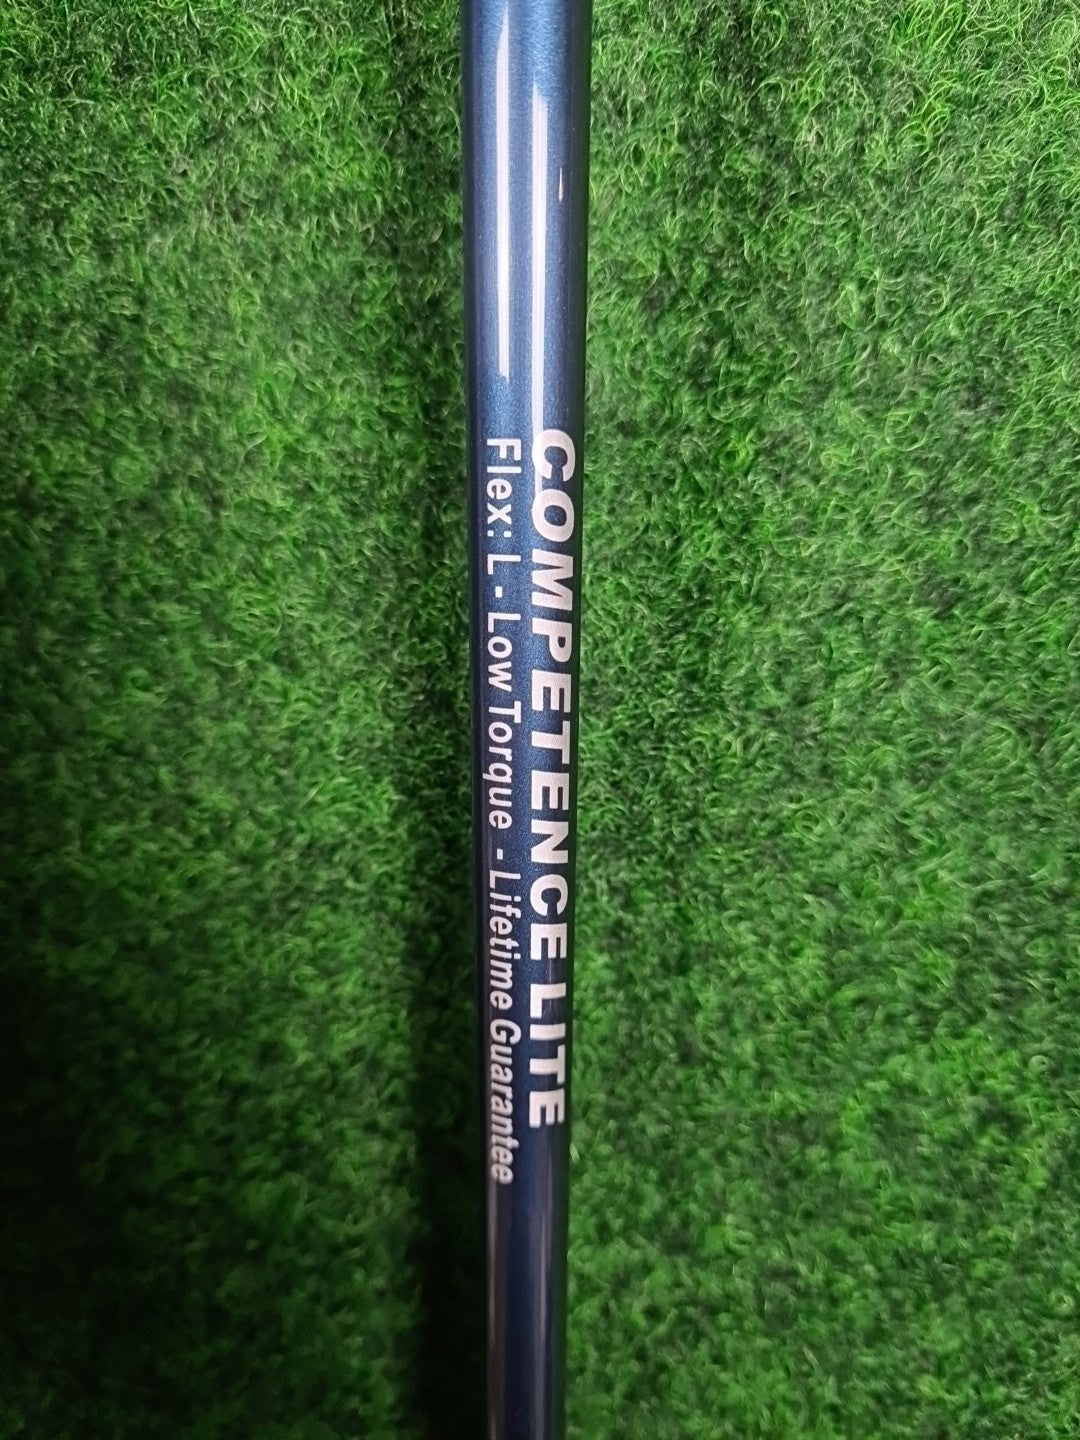 COMPETENCE LITE
Flex: L - Low Torque - Lifetime Guarantee